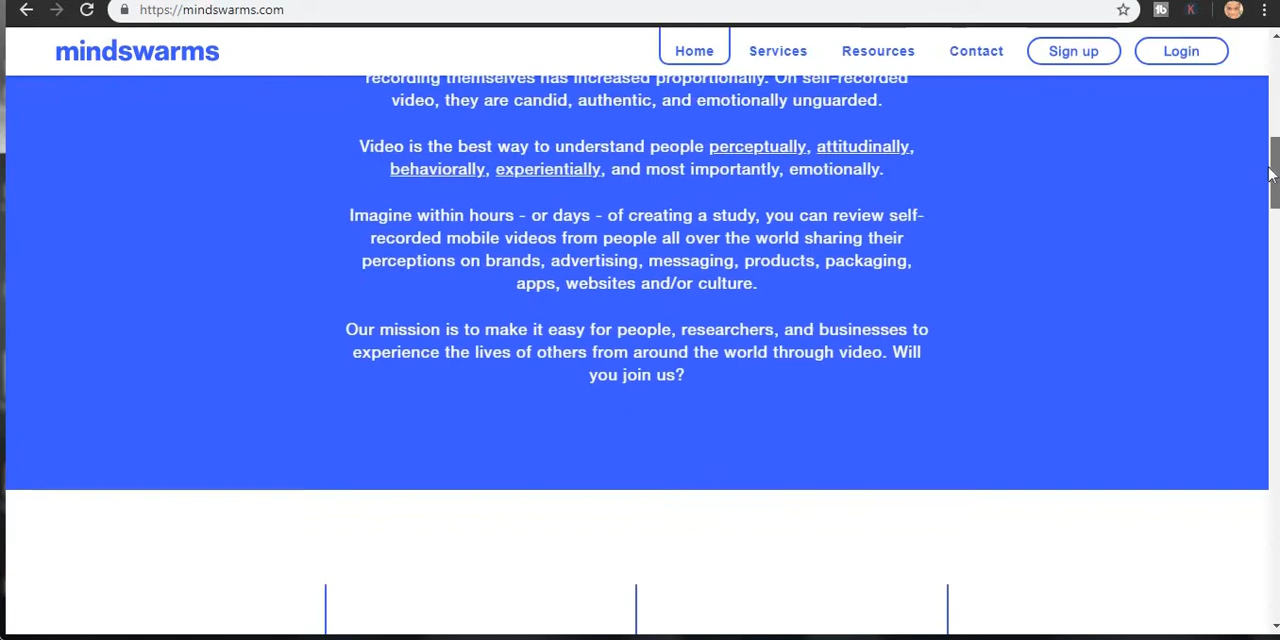 https://mindswarms.com
mindswarms
Home
Services
Resources
Contact
Sign up
Login
recording themselves has increased proportionally. On self-recorded
video, they are candid, authentic, and emotionally unguarded.
Video is the best way to understand people perceptually, attitudinally,
behaviorally, experientially, and most importantly, emotionally.
Imagine within hours - or days - of creating a study, you can review self-
recorded mobile videos from people all over the world sharing their
perceptions on brands, advertising, messaging, products, packaging,
apps, websites and/or culture.
Our mission is to make it easy for people, researchers, and businesses to
experience the lives of others from around the world through video. Will
you join us?